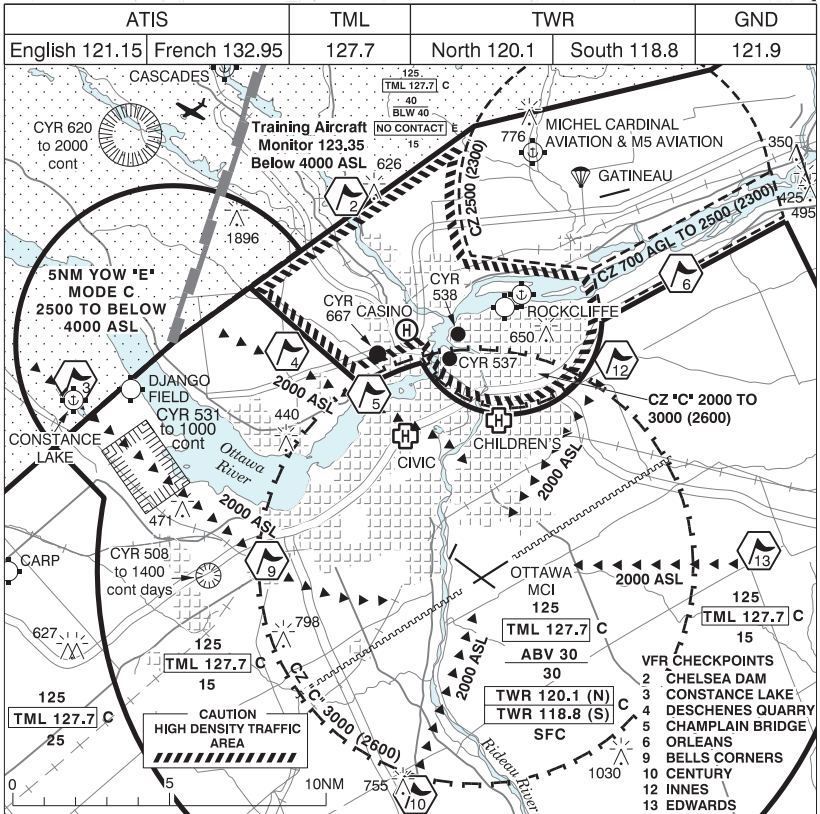 ATIS
TML
TWR
GND
English 121.15
French 132.95
127.7
North 120.1
South 118.8
121.9
CASCADES
125
TML 127.7 C
40
BLW 40
NO CONTACT E
15
CYR 620
to 2000
cont
Training Aircraft
Monitor 123.35
Below 4000 ASL
626
776
MICHEL CARDINAL
AVIATION & M5 AVIATION
GATINEAU
350
425
495
2
CZ 2500 (2300)
CZ 700 AGL TO 2500 (2300)
1896
5NM YOW "E"
MODE C
2500 TO BELOW
4000 ASL
CYR
538
6
CYR
667
CASINO
H
ROCKCLIFFE
650
CYR 537
12
4
2000 ASL
5
3
DJANGO
FIELD
CYR 531
to 1000
cont
440
CZ "C" 2000 TO
3000 (2600)
CONSTANCE
LAKE
Ottawa
River
H
CIVIC
H
CHILDREN'S
2000 ASL
2000 ASL
471
CARP
CYR 508
to 1400
cont days
9
OTTAWA
MCI
2000 ASL
13
125
TML 127.7 C
15
627
798
125
TML 127.7 C
15
125
TML 127.7 C
ABV 30
30
TWR 120.1 (N)
TWR 118.8 (S)
C
SFC
2000 ASL
125
TML 127.7 C
25
CZ "C" 3000 (2600)
CAUTION
HIGH DENSITY TRAFFIC
AREA
VFR CHECKPOINTS
2 CHELSEA DAM
3 CONSTANCE LAKE
4 DESCHENES QUARRY
5 CHAMPLAIN BRIDGE
6 ORLEANS
9 BELLS CORNERS
10 CENTURY
12 INNES
13 EDWARDS
Rideau River
1030
755
10
0
5
10NM